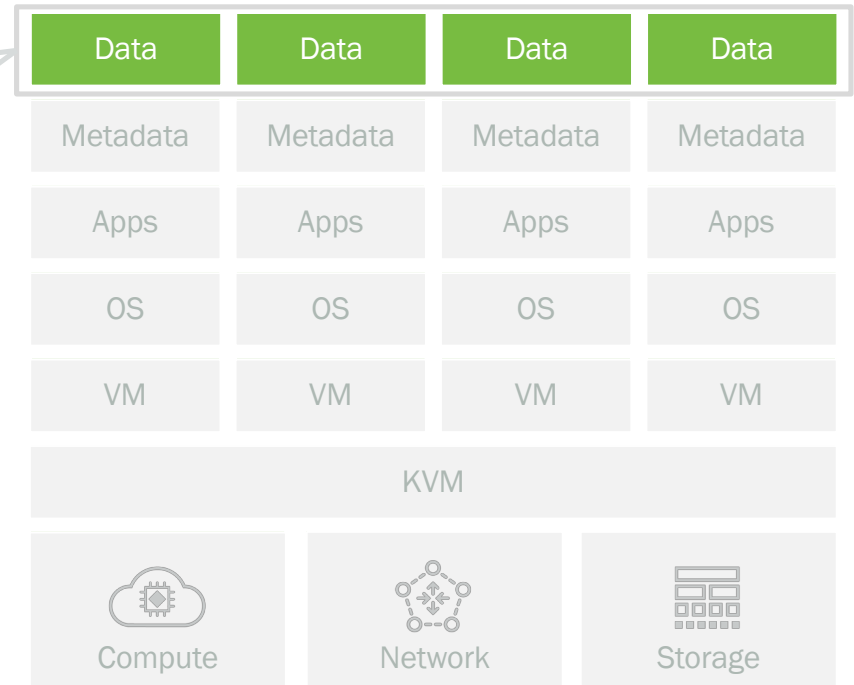 Data Data Data Data
Metadata Metadata Metadata Metadata
Apps Apps Apps Apps
OS OS OS OS
VM VM VM VM
KVM
Compute Network Storage